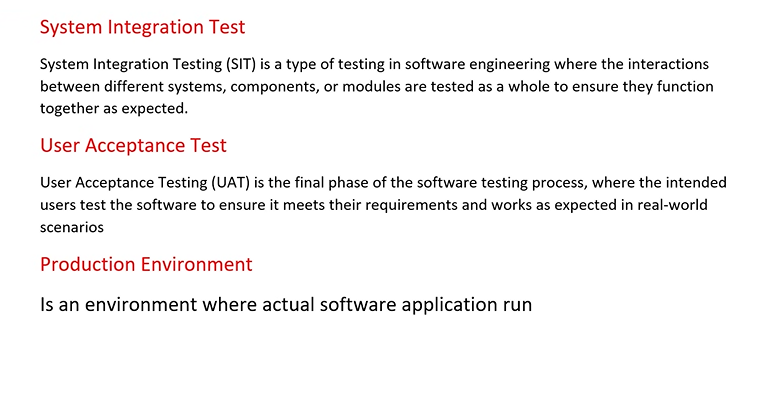 System Integration Test
System Integration Testing (SIT) is a type of testing in software engineering where the interactions
between different systems, components, or modules are tested as a whole to ensure they function
together as expected.
User Acceptance Test
User Acceptance Testing (UAT) is the final phase of the software testing process, where the intended
users test the software to ensure it meets their requirements and works as expected in real-world
scenarios
Production Environment
Is an environment where actual software application run